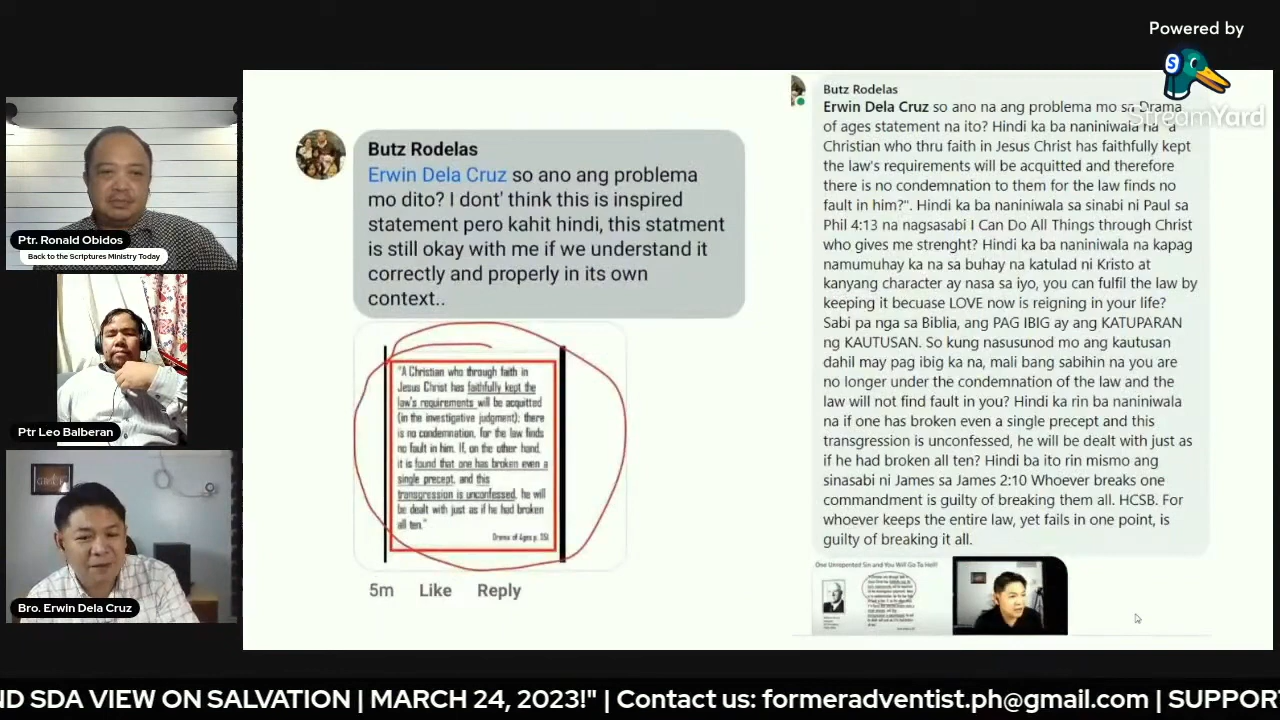 Powered by
S
StreamYard
Ptr. Ronald Obidos
Back to the Scriptures Ministry Today
Ptr Leo Balberan
Bro. Erwin Dela Cruz
Butz Rodelas
Erwin Dela Cruz so ano ang problema
mo dito? I dont' think this is inspired
statement pero kahit hindi, this statment
is still okay with me if we understand it
correctly and properly in its own
context..
"A Christian who through faith in
Jesus Christ has faithfully kept the
law's requirements will be acquitted
(in the investigative judgment); there
is no condemnation, for the law finds
no fault in him. If, on the other hand,
it is found that one has broken even a
single precept, and this
transgression is unconfessed, he will
be dealt with just as if he had broken
all ten."
Drama of Ages p. 351
5m Like Reply
Butz Rodelas
Erwin Dela Cruz so ano na ang problema mo sa Drama
of ages statement na ito? Hindi ka ba naniniwala na "a
Christian who thru faith in Jesus Christ has faithfully kept
the law's requirements will be acquitted and therefore
there is no condemnation to them for the law finds no
fault in him?". Hindi ka ba naniniwala sa sinabi ni Paul sa
Phil 4:13 na nagsasabi I Can Do All Things through Christ
who gives me strenght? Hindi ka ba naniniwala na kapag
namumuhay ka na sa buhay na katulad ni Kristo at
kanyang character ay nasa sa iyo, you can fulfil the law by
keeping it becuase LOVE now is reigning in your life?
Sabi pa nga sa Biblia, ang PAG IBIG ay ang KATUPARAN
ng KAUTUSAN. So kung nasusunod mo ang kautusan
dahil may pag ibig ka na, mali bang sabihin na you are
no longer under the condemnation of the law and the
law will not find fault in you? Hindi ka rin ba naniniwala
na if one has broken even a single precept and this
transgression is unconfessed, he will be dealt with just as
if he had broken all ten? Hindi ba ito rin mismo ang
sinasabi ni James sa James 2:10 Whoever breaks one
commandment is guilty of breaking them all. HCSB. For
whoever keeps the entire law, yet fails in one point, is
guilty of breaking it all.
One Unrepented Sin and You Will Go To Hell!
ND SDA VIEW ON SALVATION | MARCH 24, 2023!" | Contact us: formeradventist.ph@gmail.com | SUPPOR